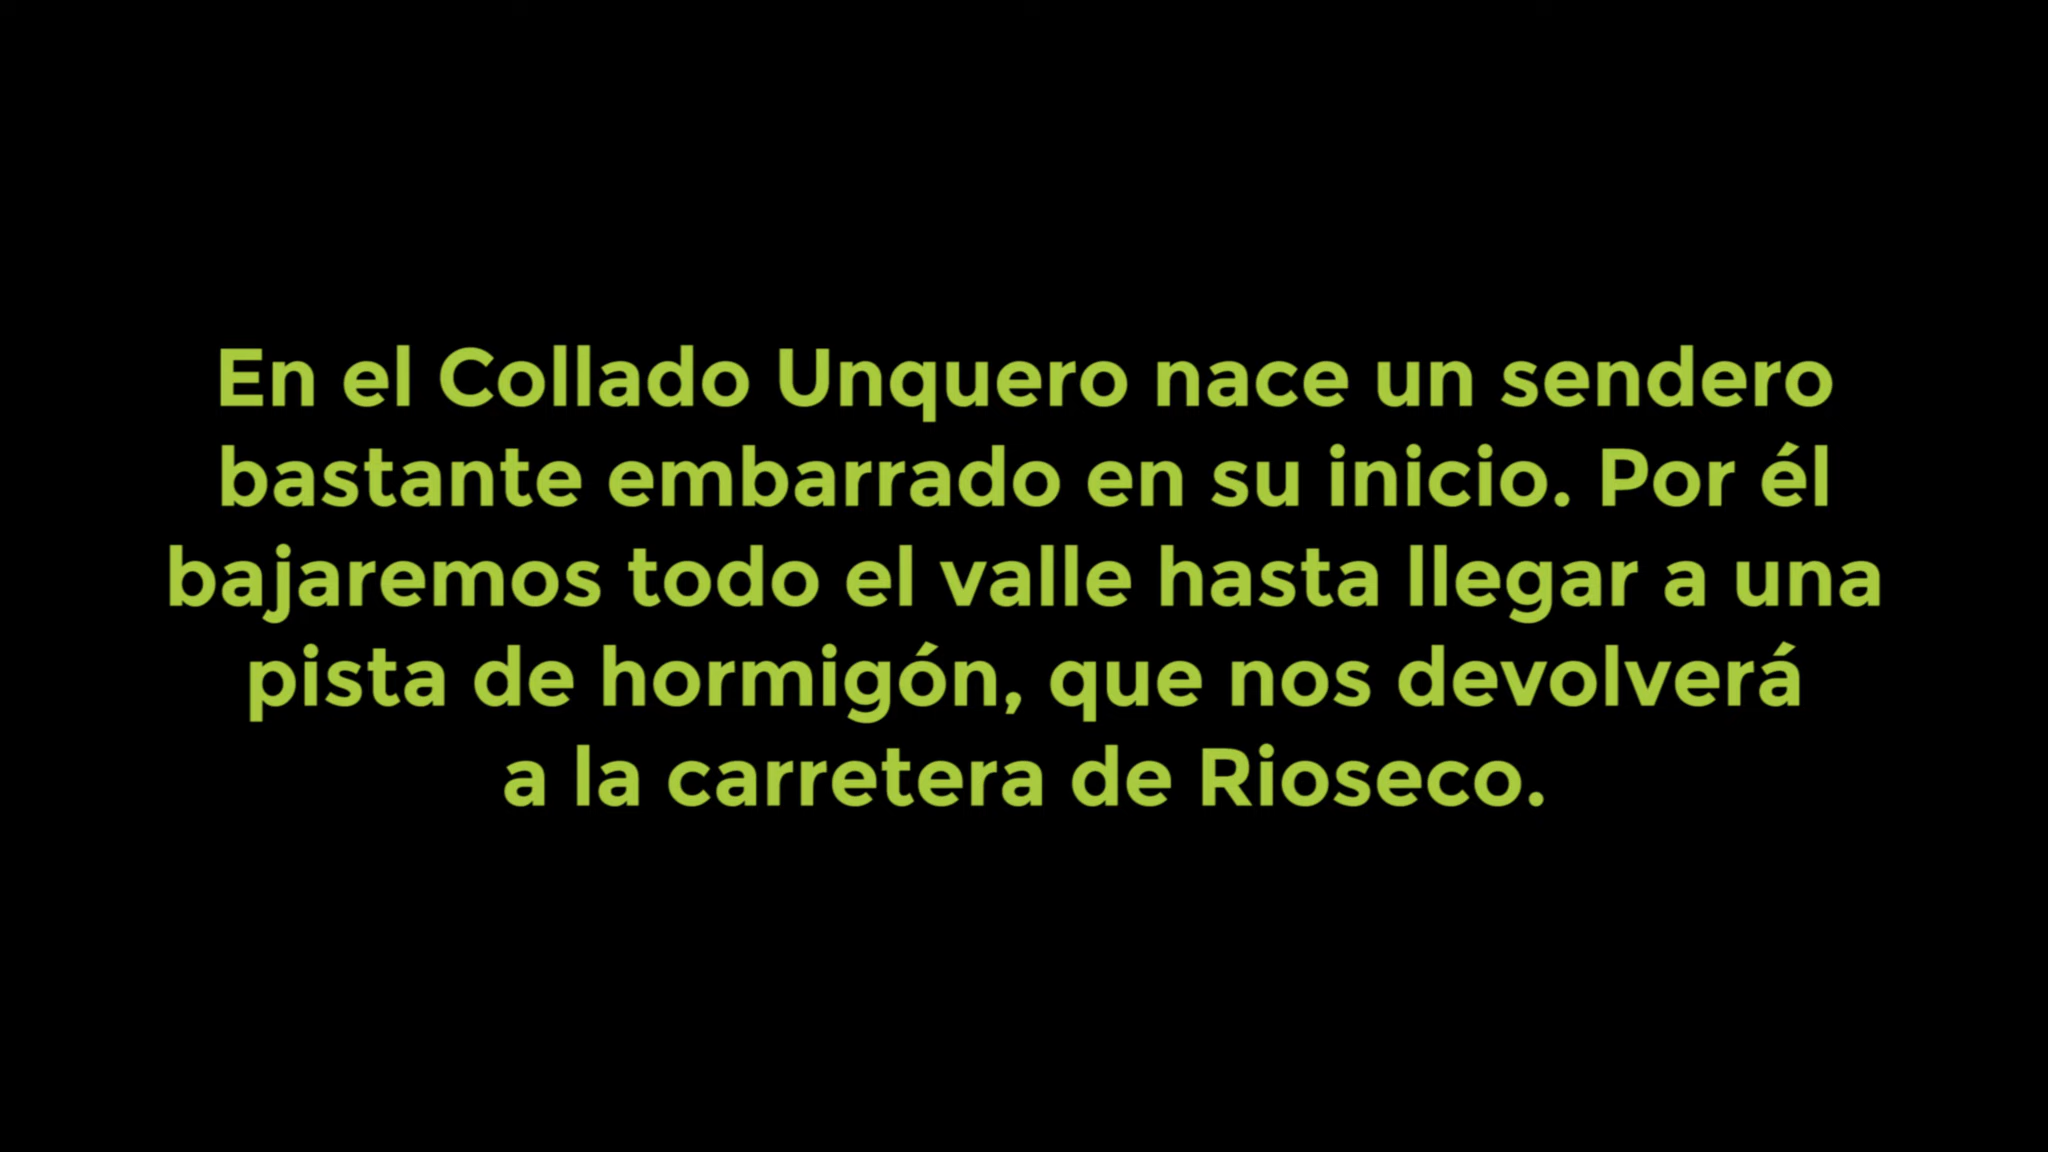 En el Collado Unquero nace un sendero
bastante embarrado en su inicio. Por él
bajaremos todo el valle hasta llegar a una
pista de hormigón, que nos devolverá
a la carretera de Rioseco.